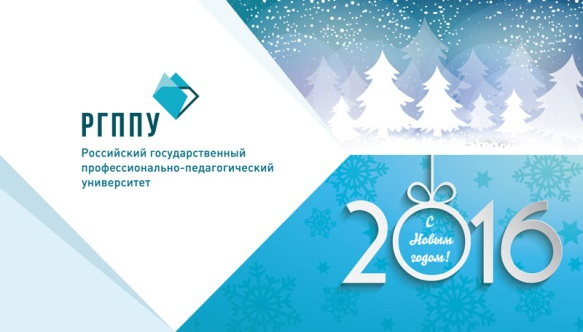 РГППУ
Российский государственный
профессионально-педагогический
университет
2016
С
Новым
годом!